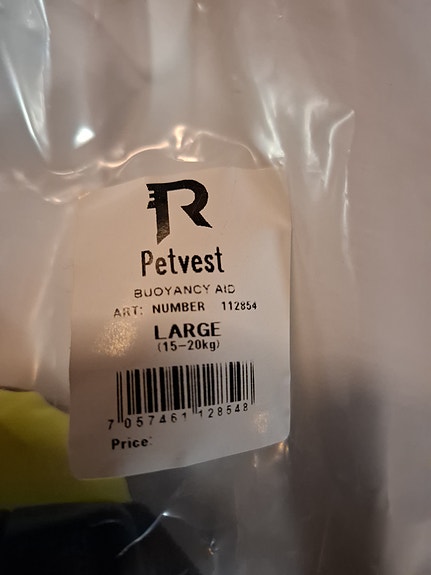 R
Petvest
BUOYANCY AID
ART: NUMBER 112854
LARGE
(15-20kg)
7 057461 128548
Price: